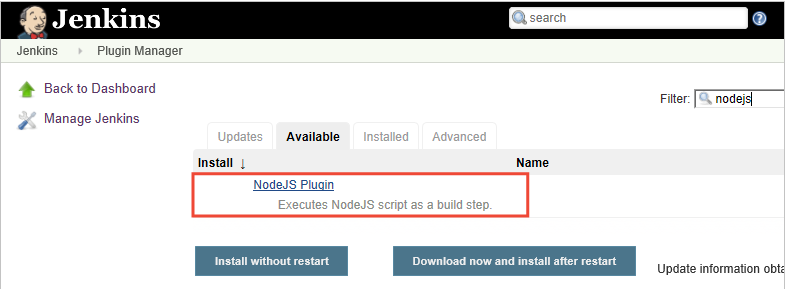 Jenkins
search
Jenkins
Plugin Manager
Back to Dashboard
Manage Jenkins
Filter: nodejs
Updates
Available
Installed
Advanced
Install ↓
Name
NodeJS Plugin
Executes NodeJS script as a build step.
Install without restart
Download now and install after restart
Update information obta